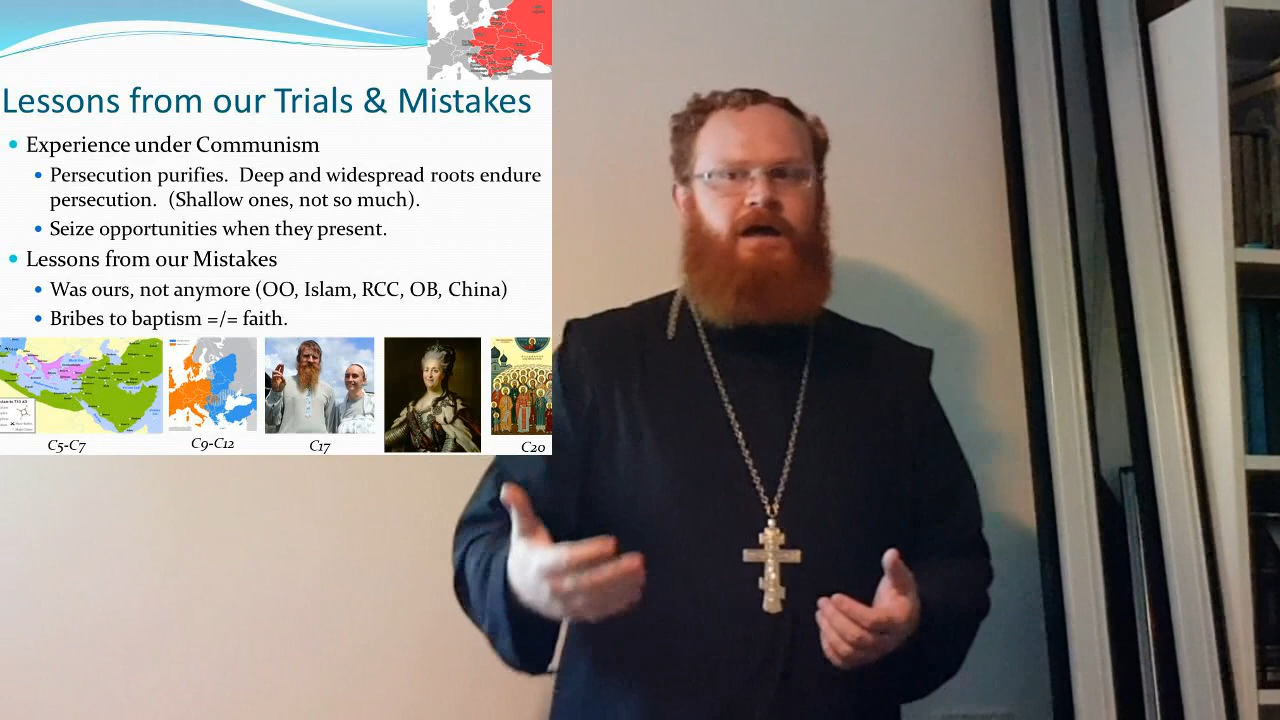 Lessons from our Trials & Mistakes
Experience under Communism
Persecution purifies. Deep and widespread roots endure
persecution. (Shallow ones, not so much).
Seize opportunities when they present.
Lessons from our Mistakes
Was ours, not anymore (OO, Islam, RCC, OB, China)
Bribes to baptism =/= faith.
C5-C7
C9-C12
C17
C20